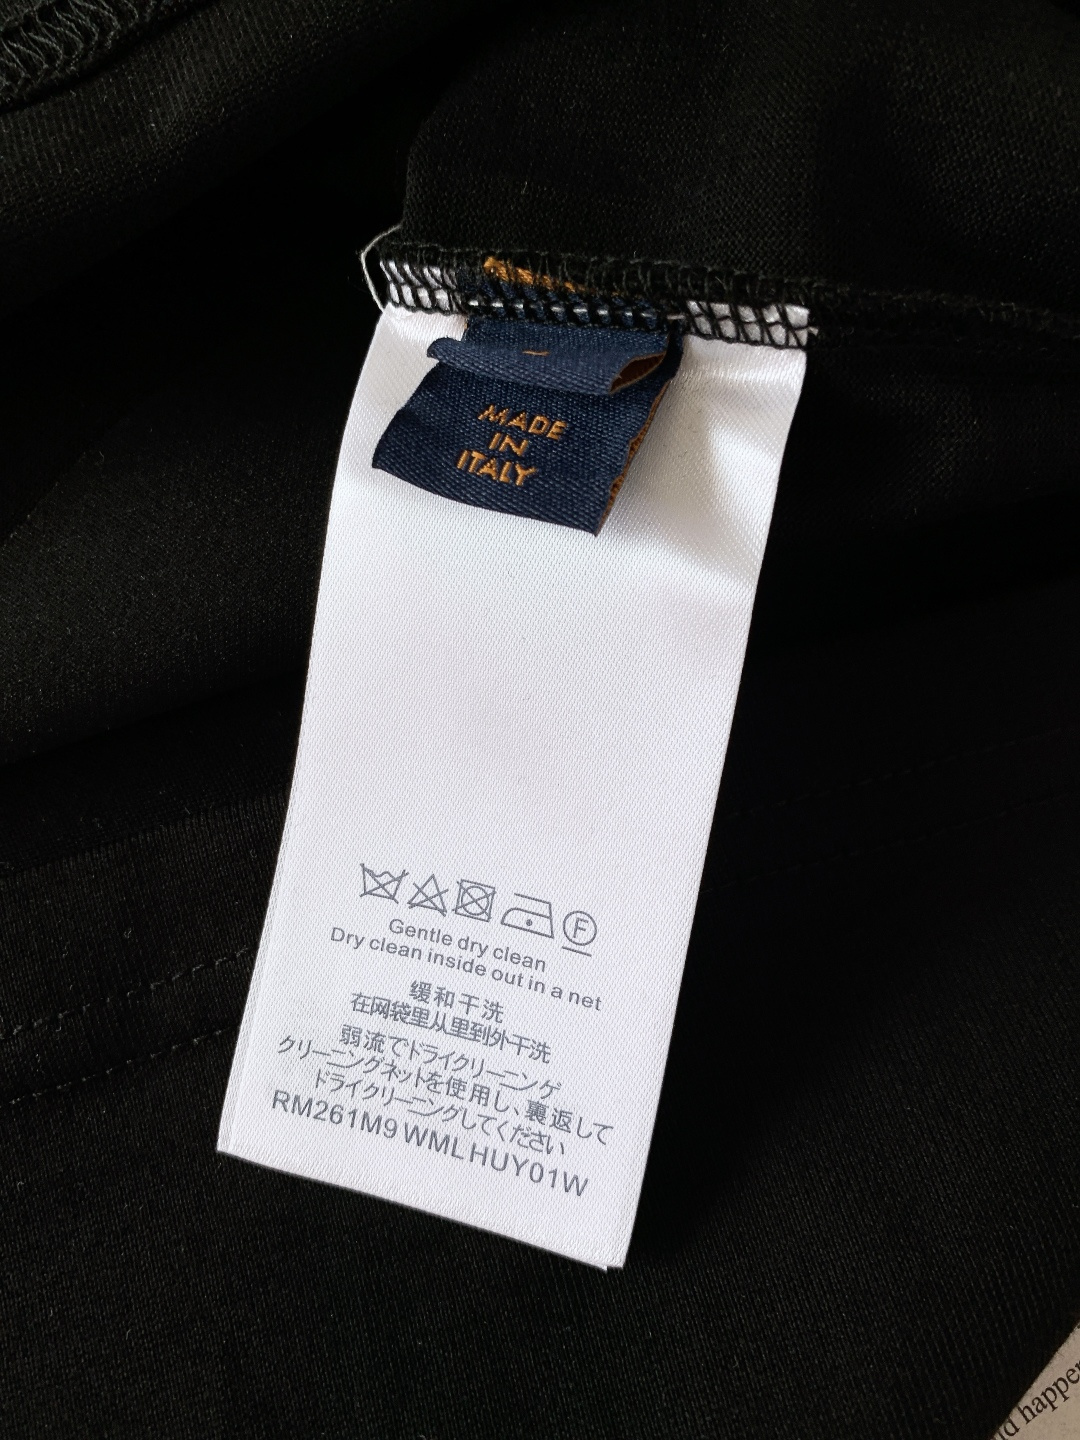 MADE
IN
ITALY
F
Gentle dry clean
Dry clean inside out in a net
缓和干洗
在网袋里从里到外干洗
弱流でドライクリーニング
クリーニングネットを使用し、裏返して
ドライクリーニングしてください
RM261M9 WML HUY01W
ld happen